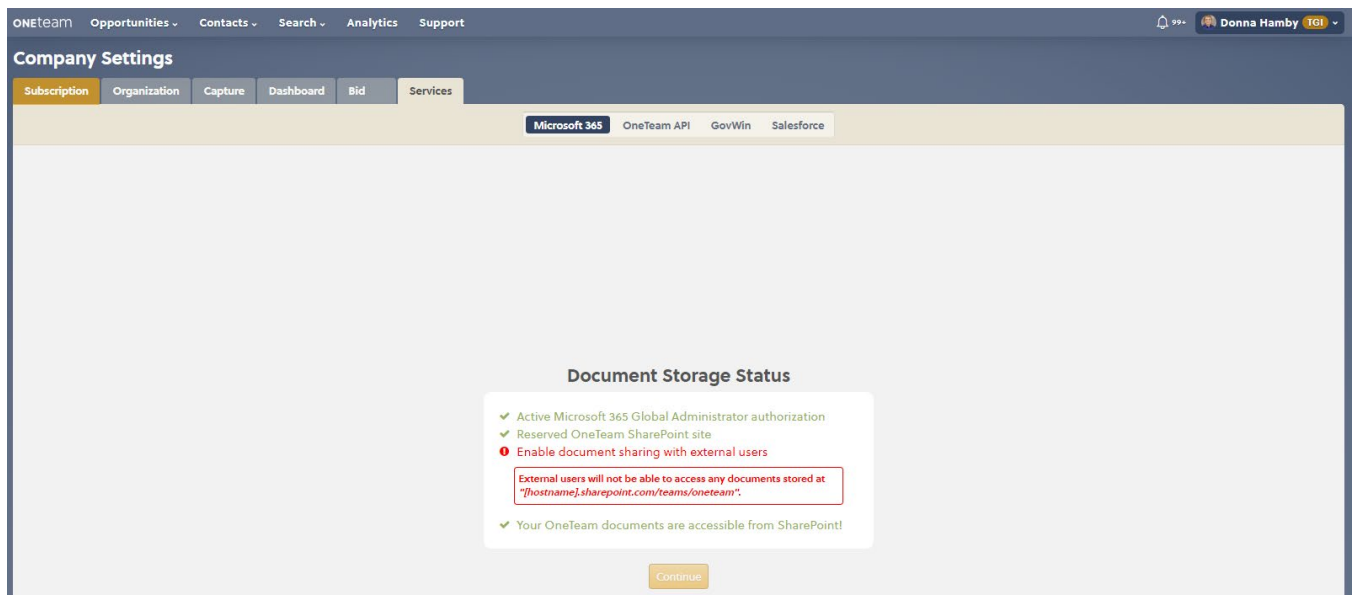 ONEteam Opportunities Contacts Search Analytics Support 99+ Donna Hamby TGI
Company Settings
Subscription Organization Capture Dashboard Bid Services
Microsoft 365 OneTeam API GovWin Salesforce
Document Storage Status
Active Microsoft 365 Global Administrator authorization
Reserved OneTeam SharePoint site
Enable document sharing with external users
External users will not be able to access any documents stored at
"[hostname].sharepoint.com/teams/oneteam".
Your OneTeam documents are accessible from SharePoint!
Continue